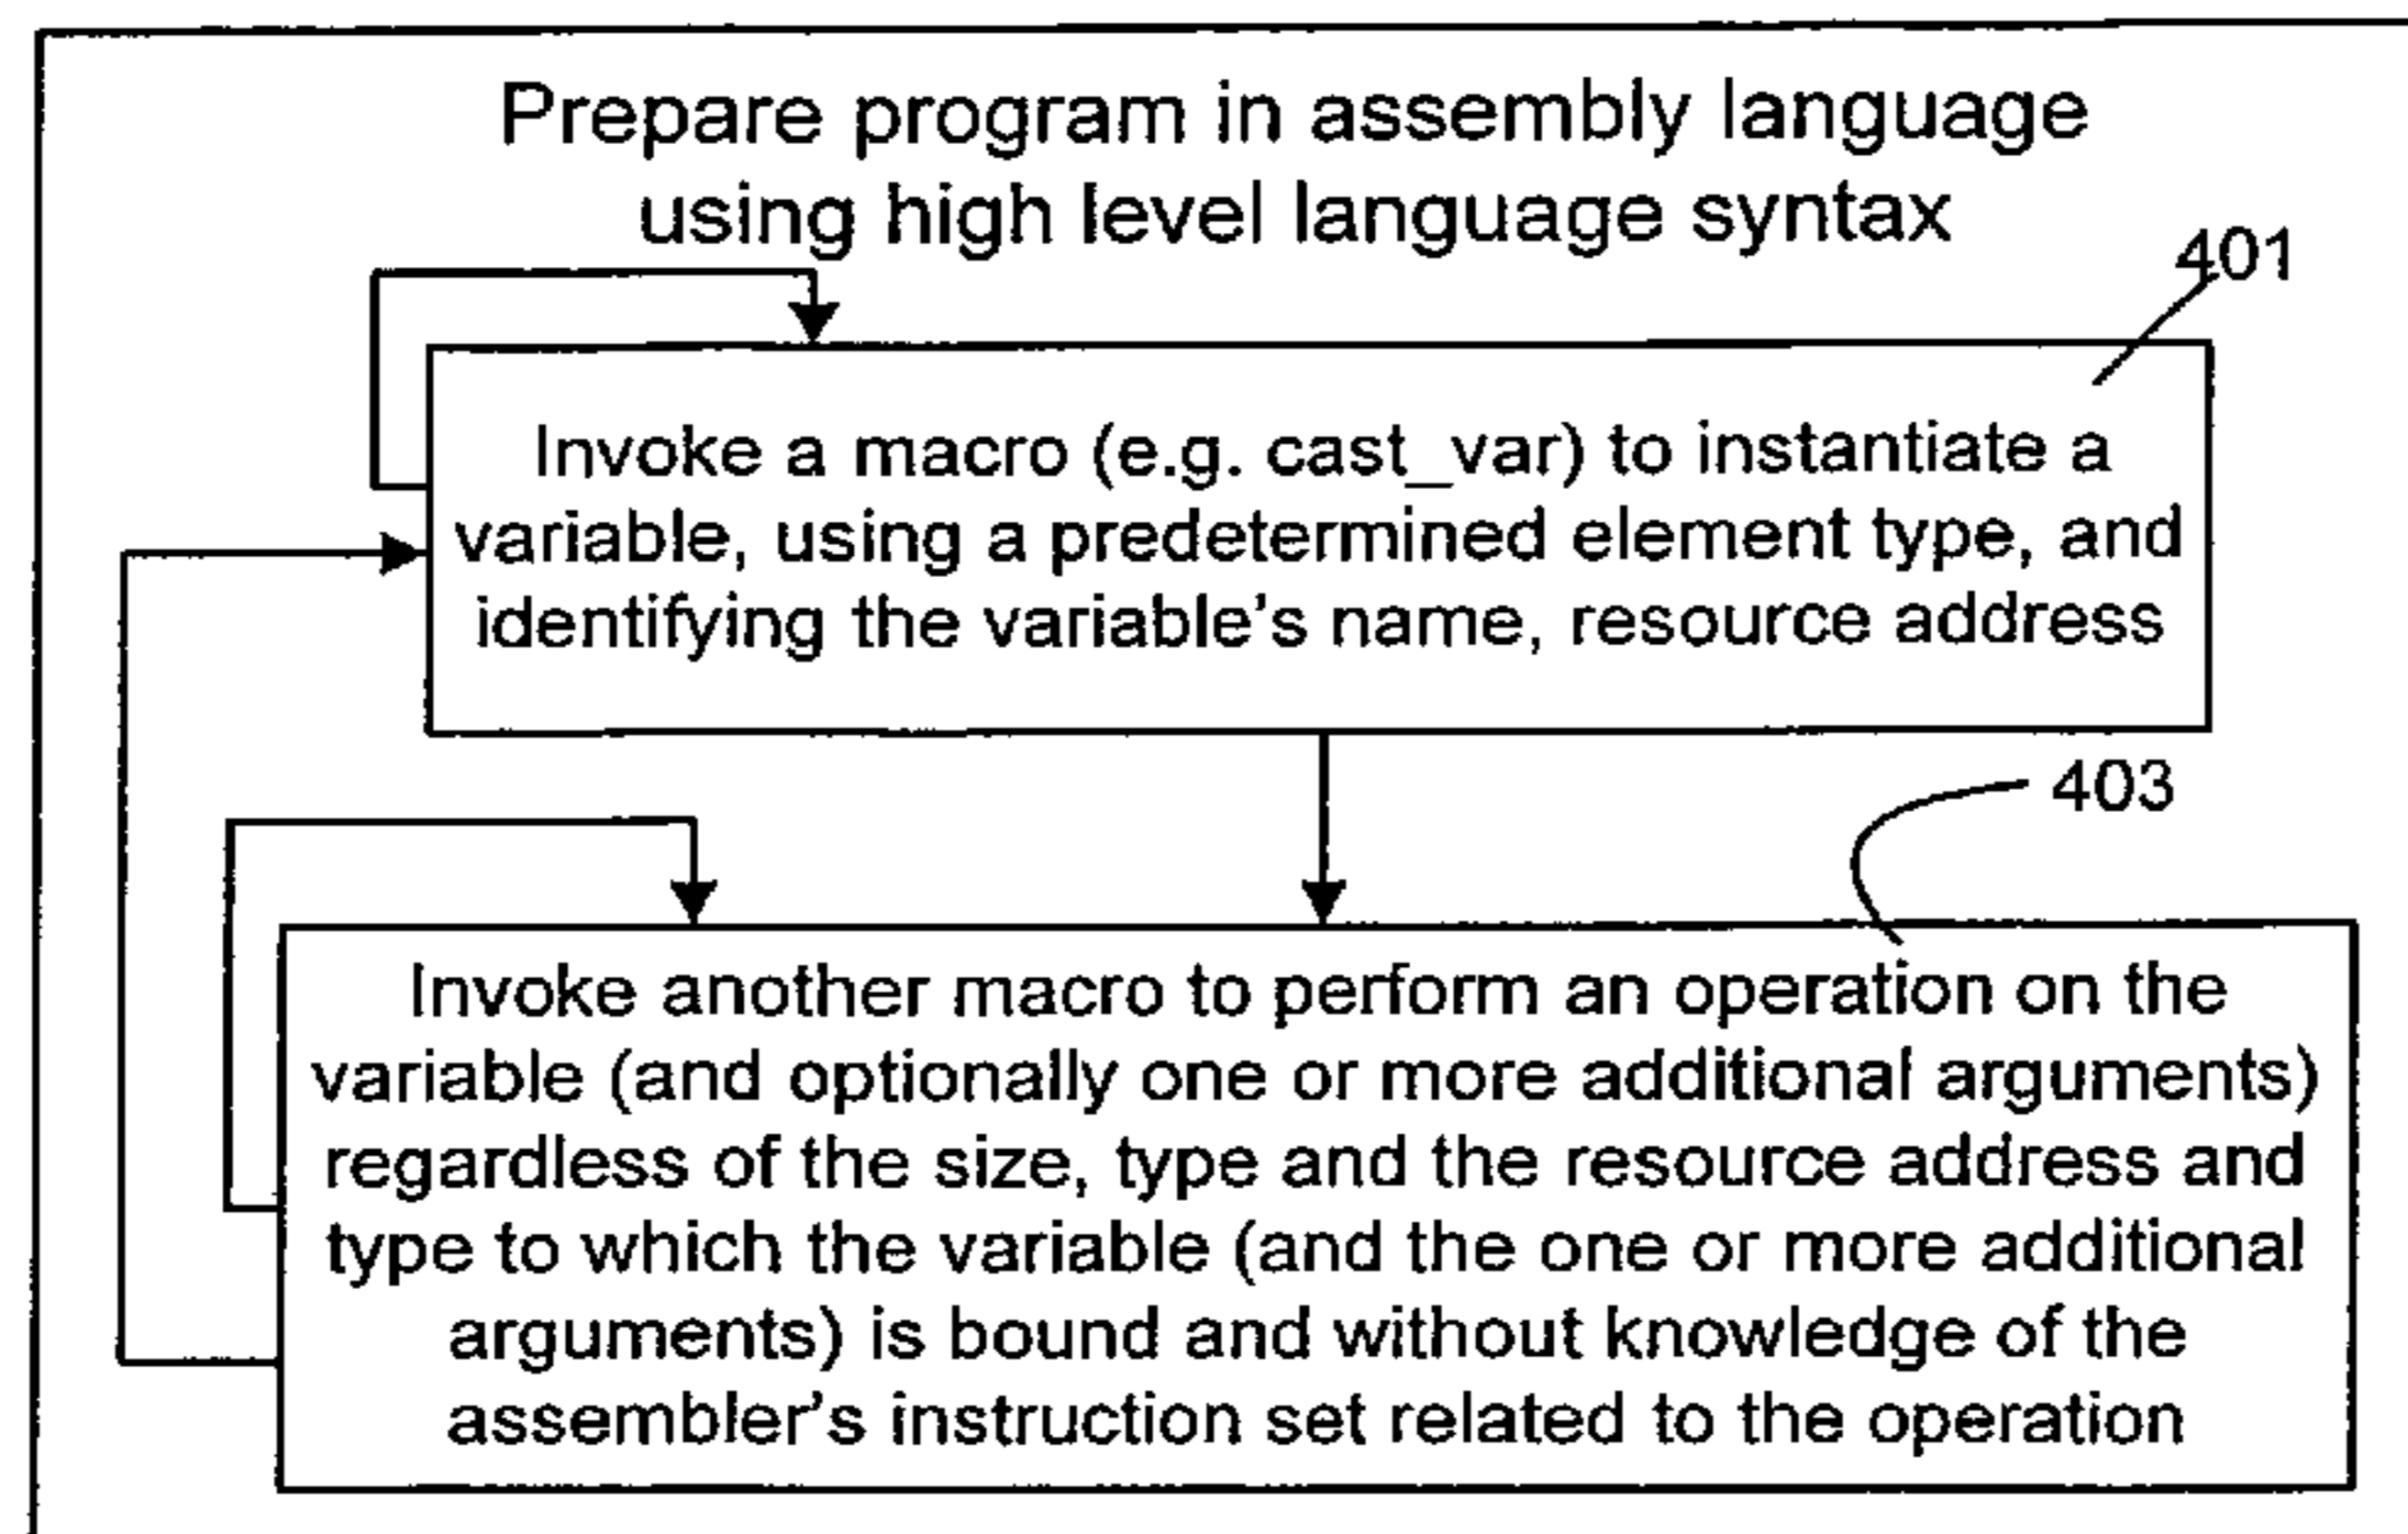 Prepare program in assembly language
using high level language syntax
401
Invoke a macro (e.g. cast_var) to instantiate a
variable, using a predetermined element type, and
identifying the variable's name, resource address
403
Invoke another macro to perform an operation on the
variable (and optionally one or more additional arguments)
regardless of the size, type and the resource address and
type to which the variable (and the one or more additional
arguments) is bound and without knowledge of the
assembler's instruction set related to the operation